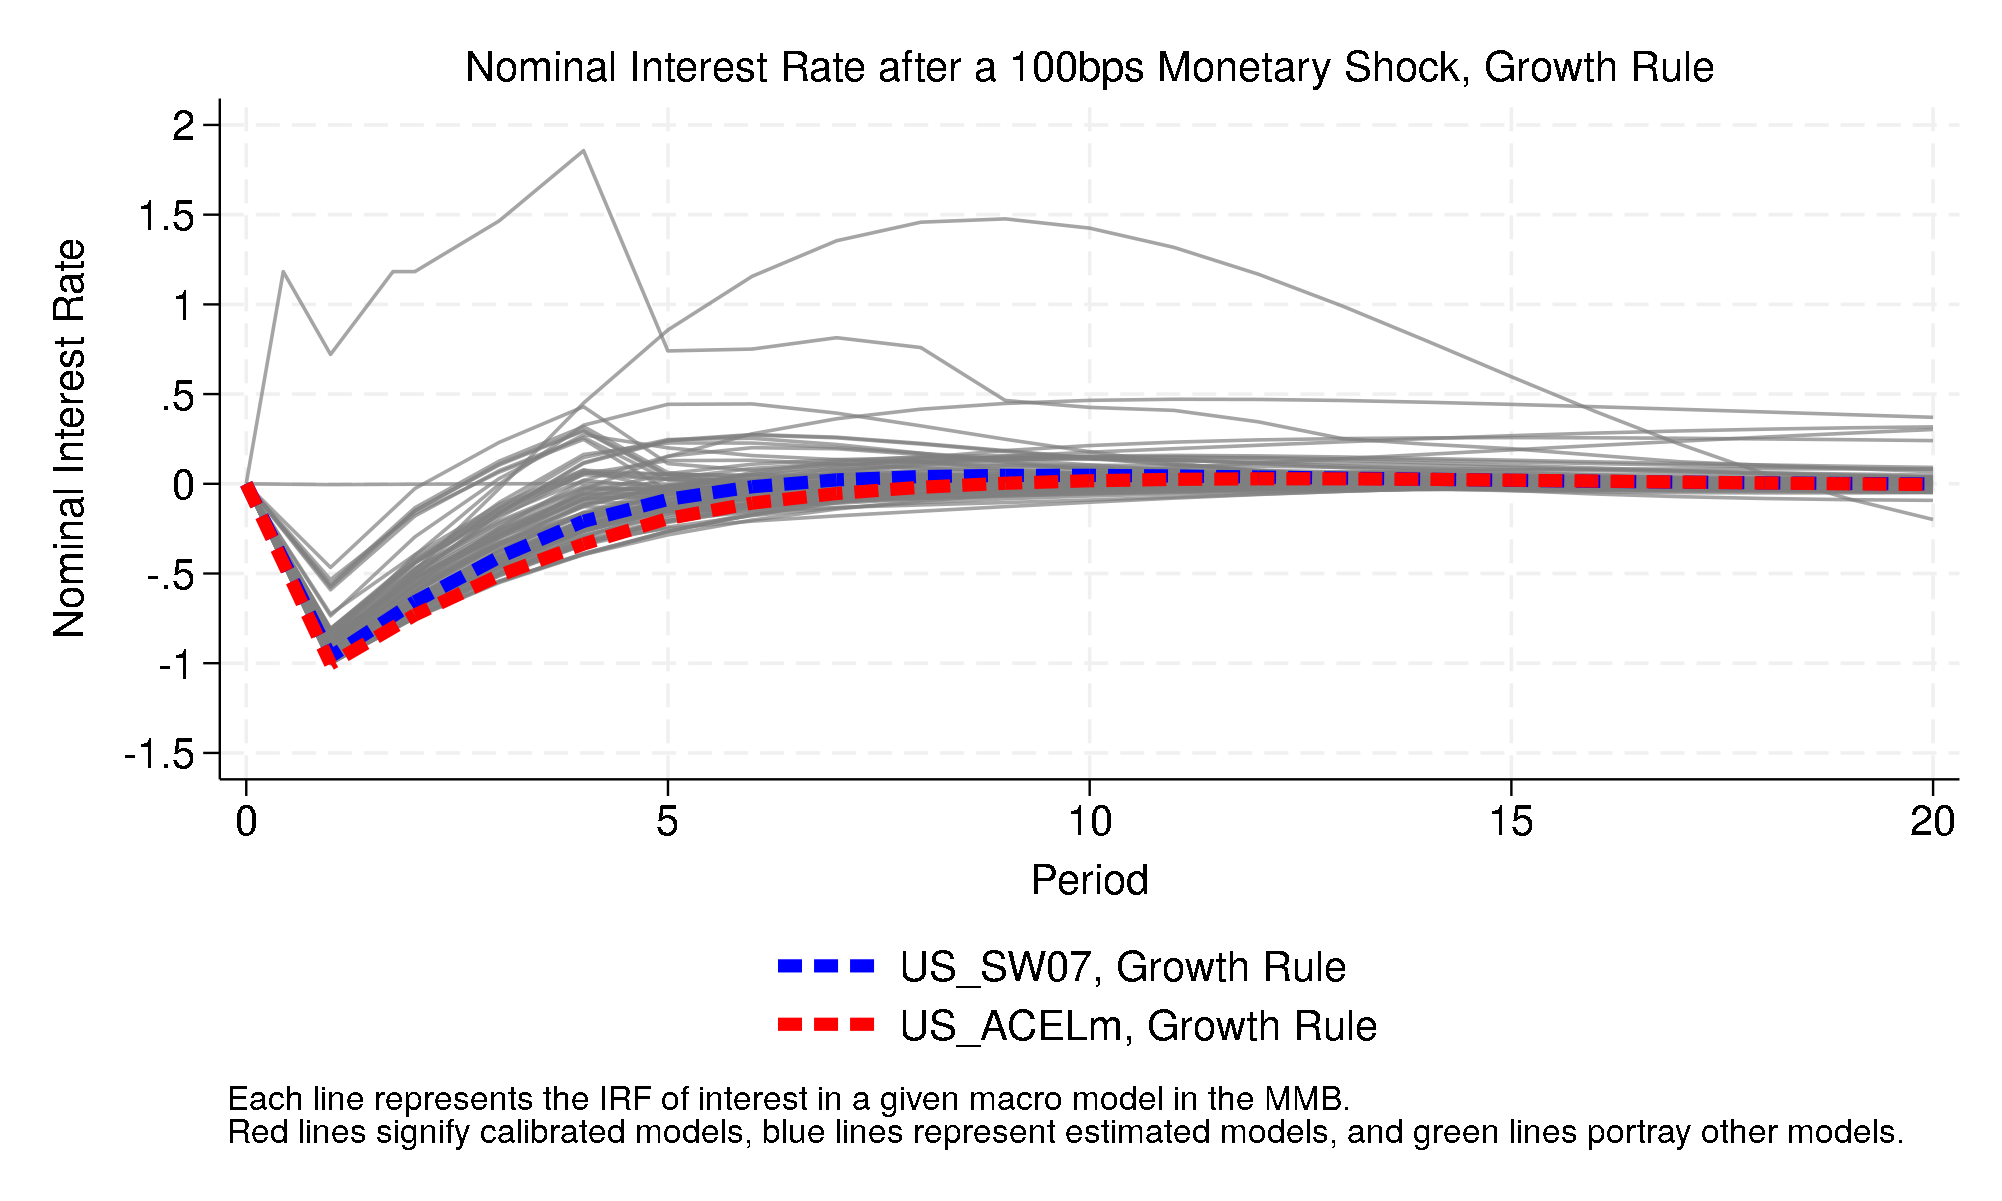 Nominal Interest Rate after a 100bps Monetary Shock, Growth Rule
Nominal Interest Rate
2
1.5
1
.5
0
-.5
-1
-1.5
0 5 10 15 20
Period
US_SW07, Growth Rule
US_ACELm, Growth Rule
Each line represents the IRF of interest in a given macro model in the MMB.
Red lines signify calibrated models, blue lines represent estimated models, and green lines portray other models.